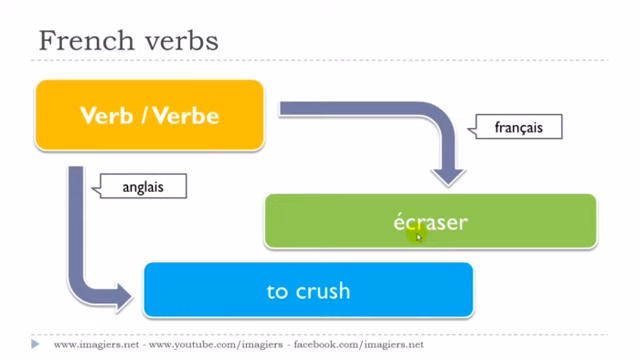 French verbs
Verb / Verbe
français
anglais
écraser
to crush
www.imagiers.net - www.youtube.com/imagiers - facebook.com/imagiers.net